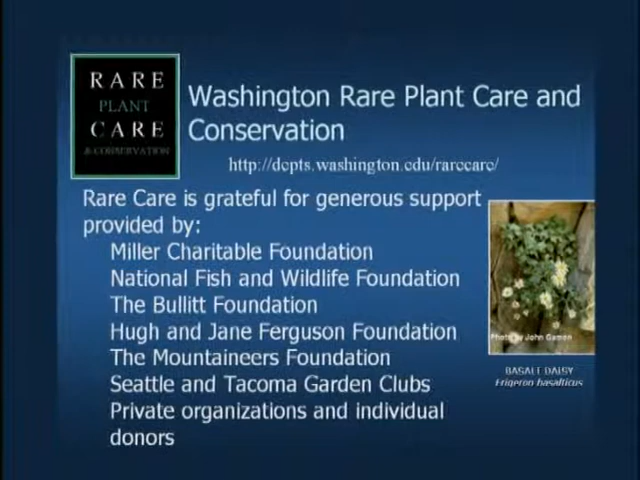 RARE
PLANT
CARE
& CONSERVATION
Washington Rare Plant Care and
Conservation
http://depts.washington.edu/rarecare/
Rare Care is grateful for generous support
provided by:
Miller Charitable Foundation
National Fish and Wildlife Foundation
The Bullitt Foundation
Hugh and Jane Ferguson Foundation
The Mountaineers Foundation
Seattle and Tacoma Garden Clubs
Private organizations and individual
donors
Photo by John Gamon
BASALT DAISY
Erigeron basalticus